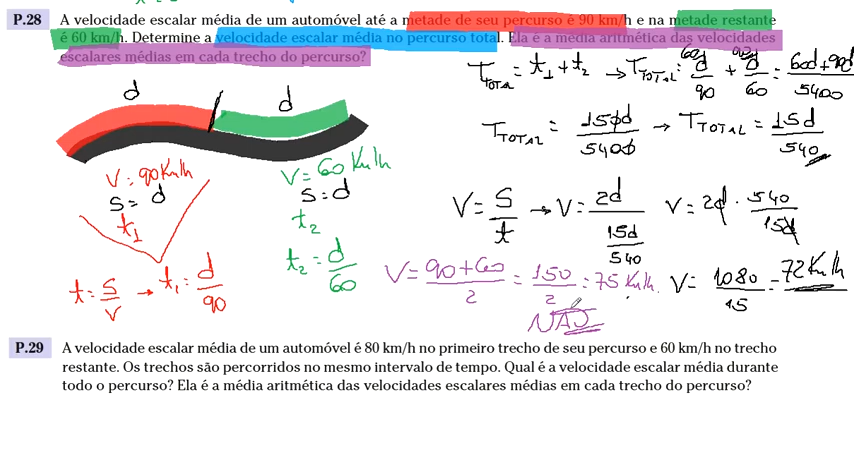 P.28 A velocidade escalar média de um automóvel até a metade de seu percurso é 90 km/h e na metade restante
é 60 km/h. Determine a velocidade escalar média no percurso total. Ela é a média aritmética das velocidades
escalares médias em cada trecho do percurso?
T TOTAL = t1 + t2 → T TOTAL = 60d/90 + 90d/60 = 60d+90d/5400
d d
T TOTAL = 150d/5400 → T TOTAL = 15d/540
V = 90 Km/h V = 60 Km/h
S = d S = d
t1 t2
V = S/t → V = 2d/(15d/540) V = 2d · 540/15d
t = S/V → t1 = d/90 t2 = d/60
V = 90+60/2 = 150/2 = 75 Km/h. V = 1080/15 = 72 Km/h
NÃO
P.29 A velocidade escalar média de um automóvel é 80 km/h no primeiro trecho de seu percurso e 60 km/h no trecho
restante. Os trechos são percorridos no mesmo intervalo de tempo. Qual é a velocidade escalar média durante
todo o percurso? Ela é a média aritmética das velocidades escalares médias em cada trecho do percurso?